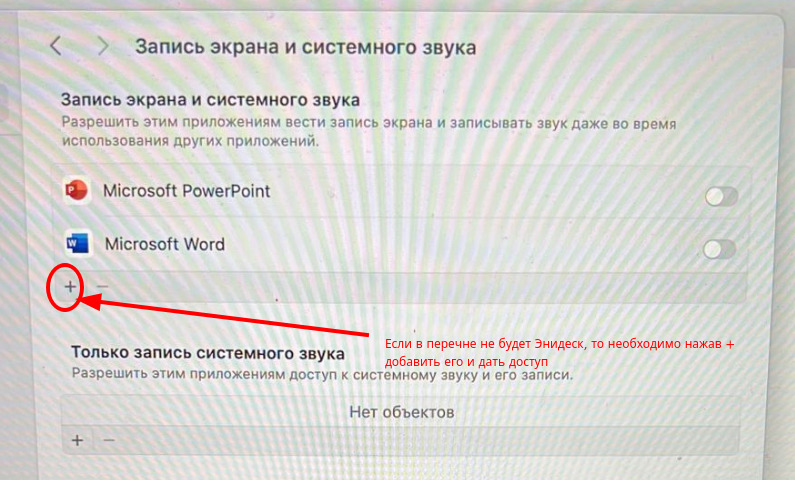 Запись экрана и системного звука
Запись экрана и системного звука
Разрешить этим приложениям вести запись экрана и записывать звук даже во время
использования других приложений.
Microsoft PowerPoint
Microsoft Word
+ −
Если в перечне не будет Энидеск, то необходимо нажав +
добавить его и дать доступ
Только запись системного звука
Разрешить этим приложениям доступ к системному звуку и его записи.
Нет объектов
+ −